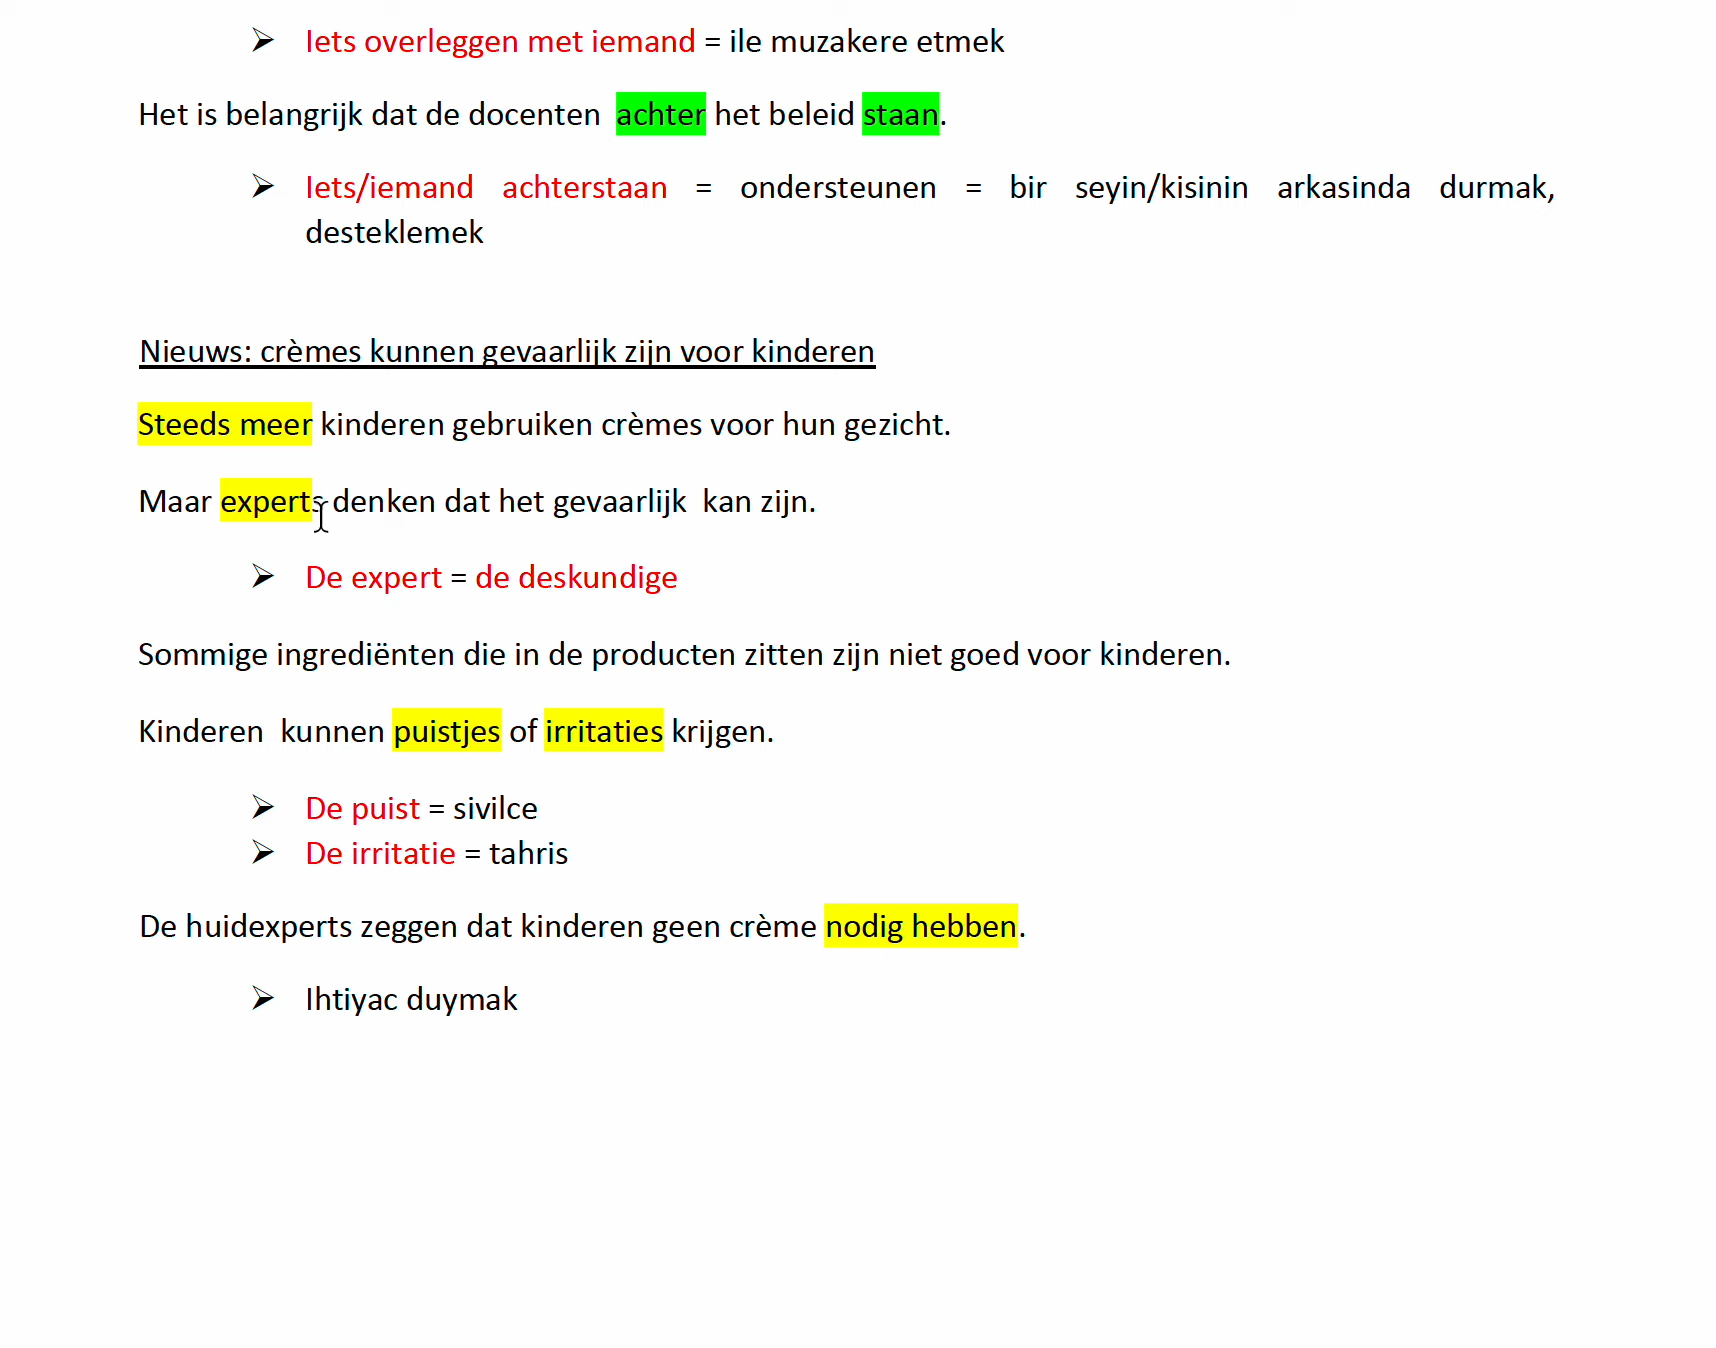 ➢ Iets overleggen met iemand = ile muzakere etmek
Het is belangrijk dat de docenten achter het beleid staan.
➢ Iets/iemand achterstaan = ondersteunen = bir seyin/kisinin arkasinda durmak,
desteklemek
Nieuws: crèmes kunnen gevaarlijk zijn voor kinderen
Steeds meer kinderen gebruiken crèmes voor hun gezicht.
Maar experts denken dat het gevaarlijk kan zijn.
➢ De expert = de deskundige
Sommige ingrediënten die in de producten zitten zijn niet goed voor kinderen.
Kinderen kunnen puistjes of irritaties krijgen.
➢ De puist = sivilce
➢ De irritatie = tahris
De huidexperts zeggen dat kinderen geen crème nodig hebben.
➢ Ihtiyac duymak